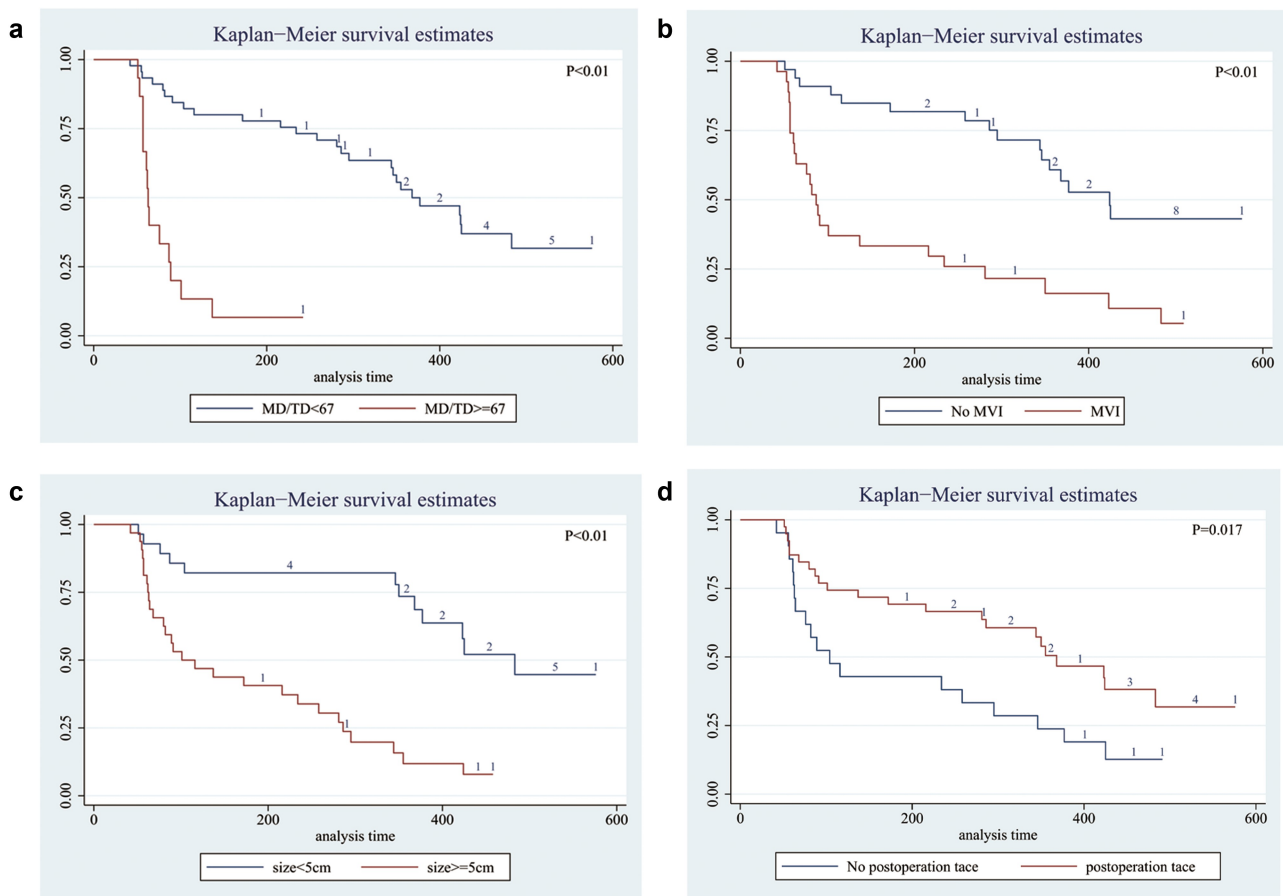 a
Kaplan−Meier survival estimates
P<0.01
1.00
0.75
0.50
0.25
0.00
1 1 1 1 1 2 2 4 5 1
1
0 200 400 600
analysis time
MD/TD<67 MD/TD>=67
b
Kaplan−Meier survival estimates
P<0.01
1.00
0.75
0.50
0.25
0.00
2 1 1 2 2 8 1
1 1 1
0 200 400 600
analysis time
No MVI MVI
c
Kaplan−Meier survival estimates
P<0.01
1.00
0.75
0.50
0.25
0.00
4 2 2 2 5 1
1 1 1 1
0 200 400 600
analysis time
size<5cm size>=5cm
d
Kaplan−Meier survival estimates
P=0.017
1.00
0.75
0.50
0.25
0.00
1 2 1 2 2 1 3 4 1
1 1 1
0 200 400 600
analysis time
No postoperation tace postoperation tace